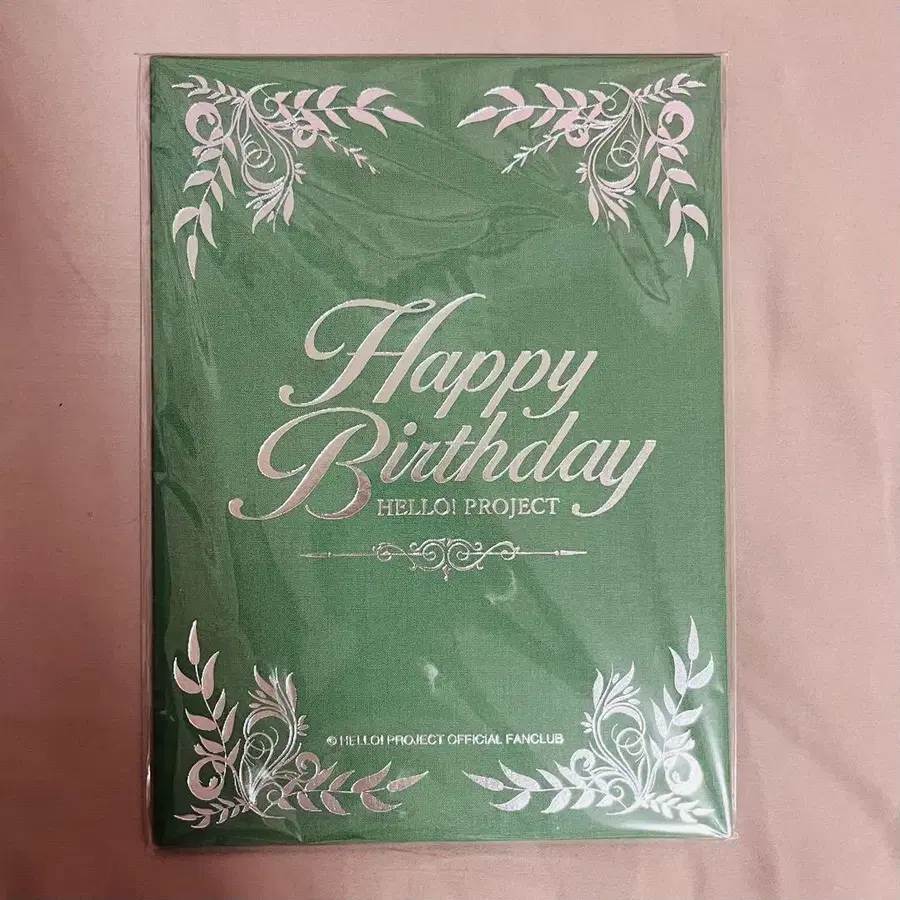 Happy
Birthday
HELLO! PROJECT
© HELLO! PROJECT OFFICIAL FANCLUB